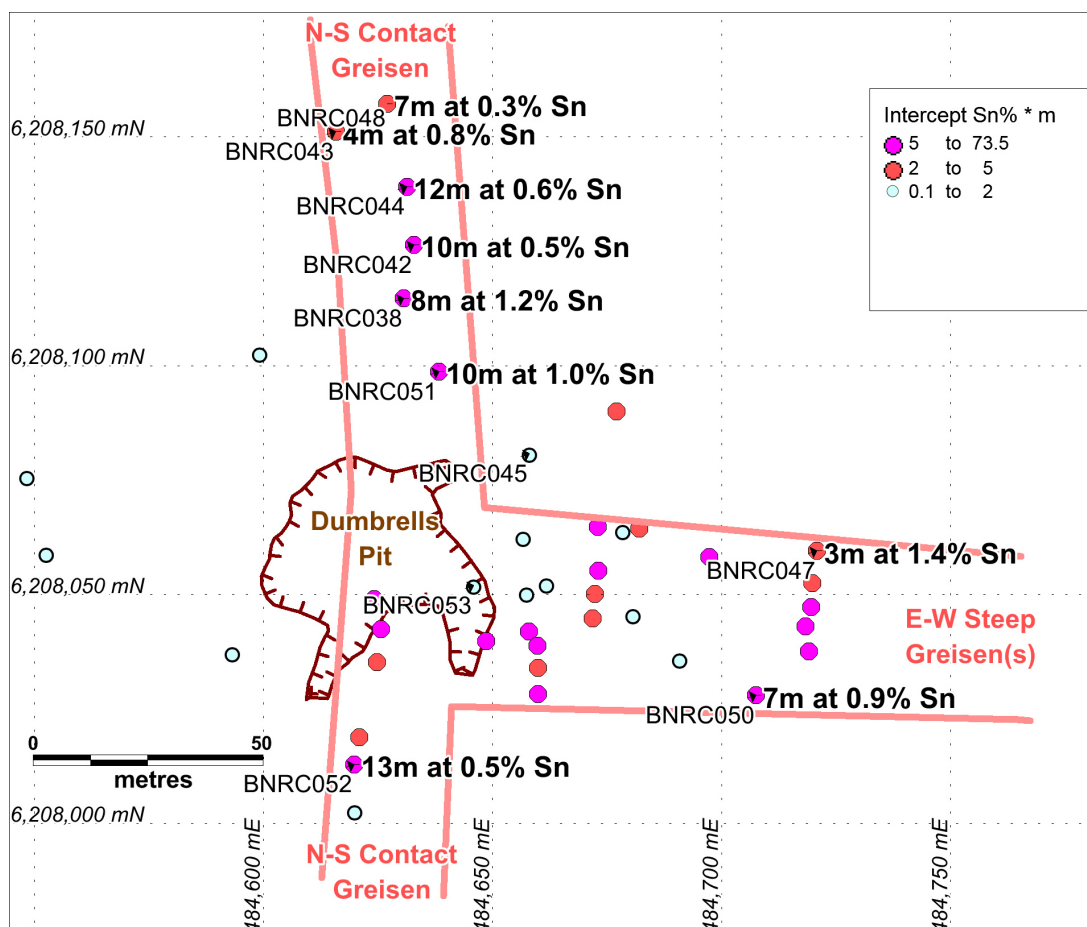 N-S Contact
Greisen
7m at 0.3% Sn
BNRC048
6,208,150 mN
4m at 0.8% Sn
BNRC043
12m at 0.6% Sn
BNRC044
10m at 0.5% Sn
BNRC042
8m at 1.2% Sn
BNRC038
6,208,100 mN
10m at 1.0% Sn
BNRC051
BNRC045
Dumbrells
Pit
3m at 1.4% Sn
BNRC047
6,208,050 mN
BNRC053
E-W Steep
Greisen(s)
7m at 0.9% Sn
BNRC050
0 50
metres
13m at 0.5% Sn
BNRC052
6,208,000 mN
N-S Contact
Greisen
484,600 mE
484,650 mE
484,700 mE
484,750 mE
Intercept Sn% * m
5 to 73.5
2 to 5
0.1 to 2